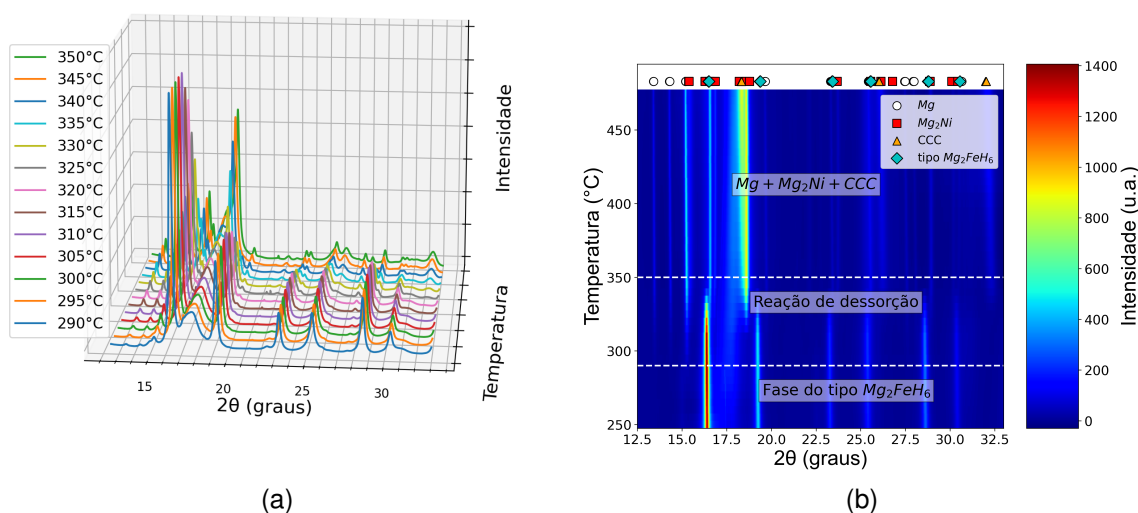 350°C
345°C
340°C
335°C
330°C
325°C
320°C
315°C
310°C
305°C
300°C
295°C
290°C
15
20
25
30
2θ (graus)
Temperatura
Intensidade
(a)
Mg
Mg₂Ni
CCC
tipo Mg₂FeH₆
Mg + Mg₂Ni + CCC
Reação de dessorção
Fase do tipo Mg₂FeH₆
450
400
350
300
250
12.5 15.0 17.5 20.0 22.5 25.0 27.5 30.0 32.5
2θ (graus)
Temperatura (°C)
1400
1200
1000
800
600
400
200
0
Intensidade (u.a.)
(b)